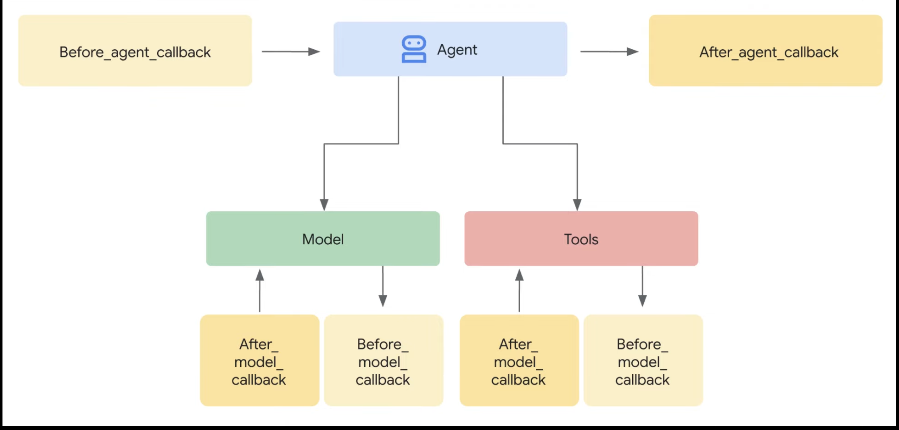 Before_agent_callback
Agent
After_agent_callback
Model
Tools
After_
model_
callback
Before_
model_
callback
After_
model_
callback
Before_
model_
callback